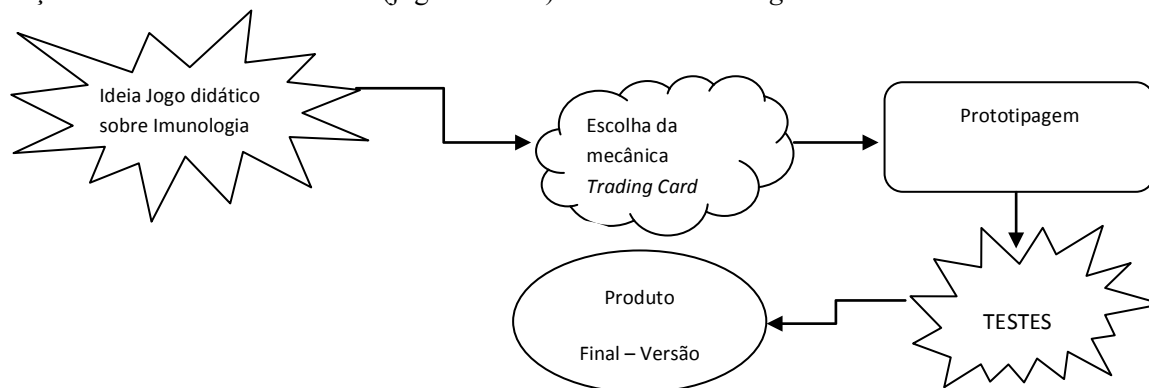 Ideia Jogo didático
sobre Imunologia
Escolha da
mecânica
Trading Card
Prototipagem
TESTES
Produto
Final – Versão